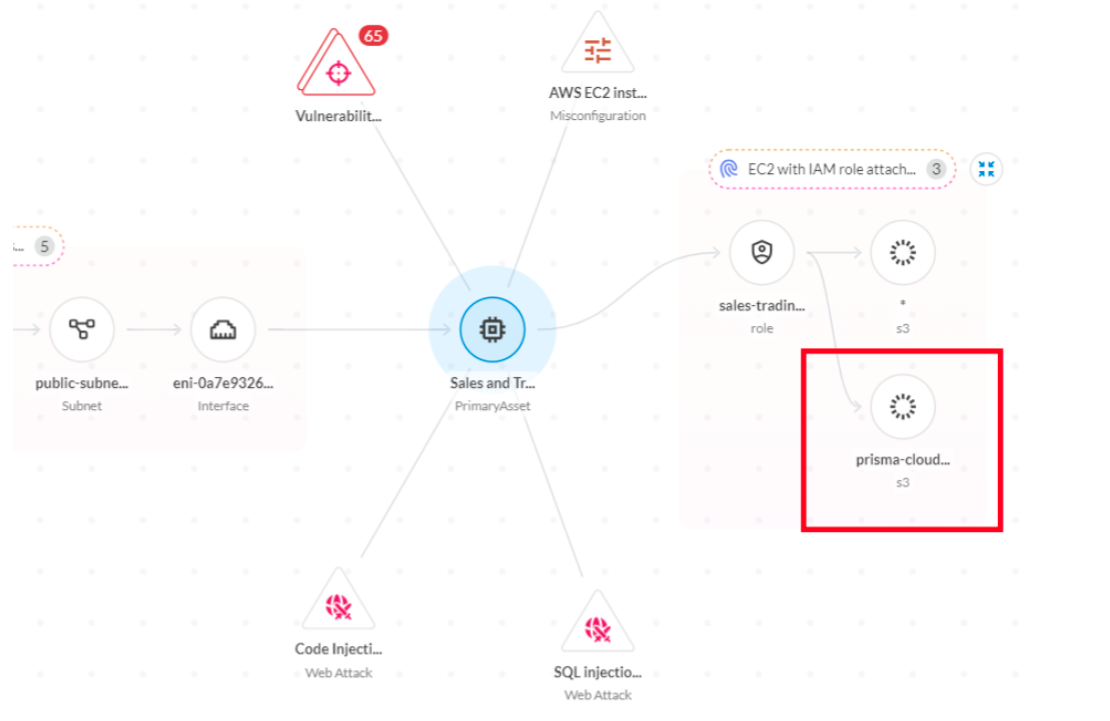 65
Vulnerabilit...
AWS EC2 inst...
Misconfiguration
EC2 with IAM role attach... 3
... 5
public-subne...
Subnet
eni-0a7e9326...
Interface
Sales and Tr...
PrimaryAsset
sales-tradin...
role
*
s3
prisma-cloud...
s3
Code Injecti...
Web Attack
SQL injectio...
Web Attack